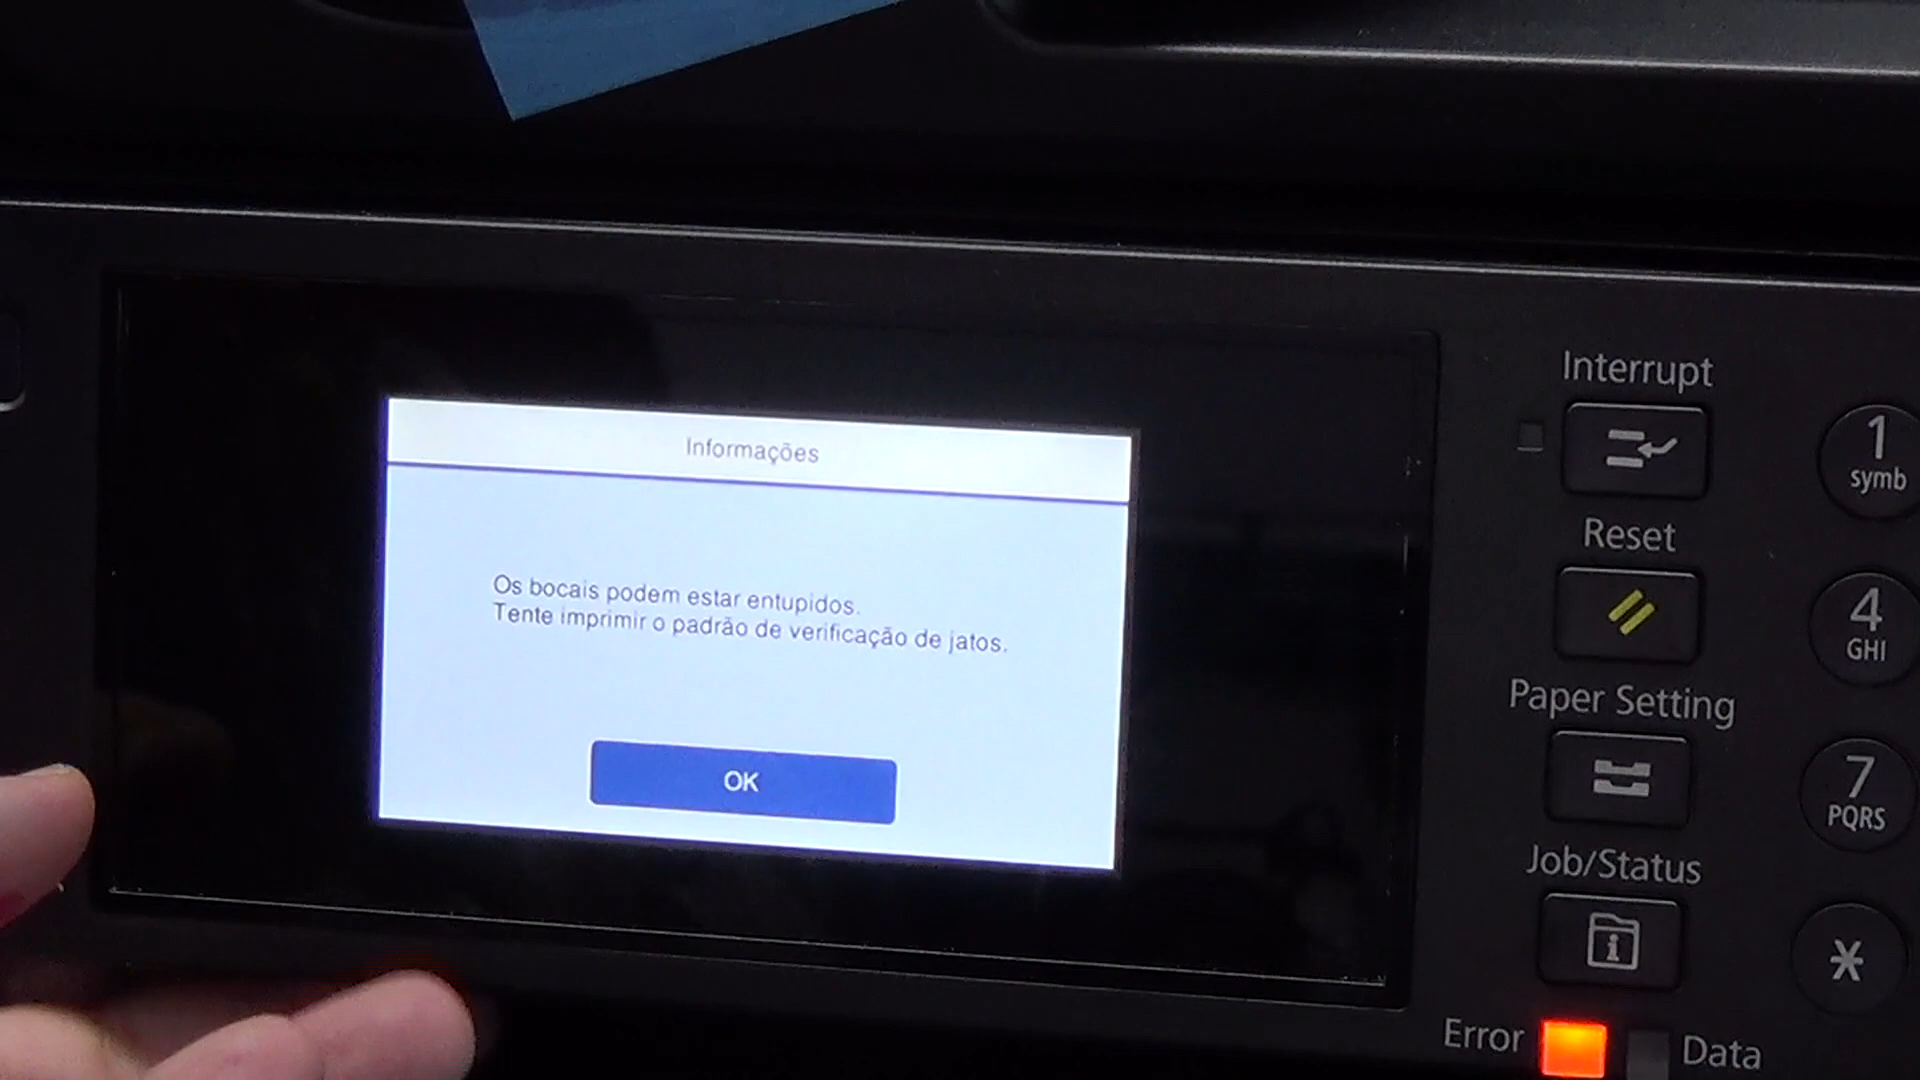 Informações
Os bocais podem estar entupidos.
Tente imprimir o padrão de verificação de jatos.
OK
Interrupt
Reset
Paper Setting
Job/Status
Error
Data
1
symb
4
GHI
7
PQRS
*